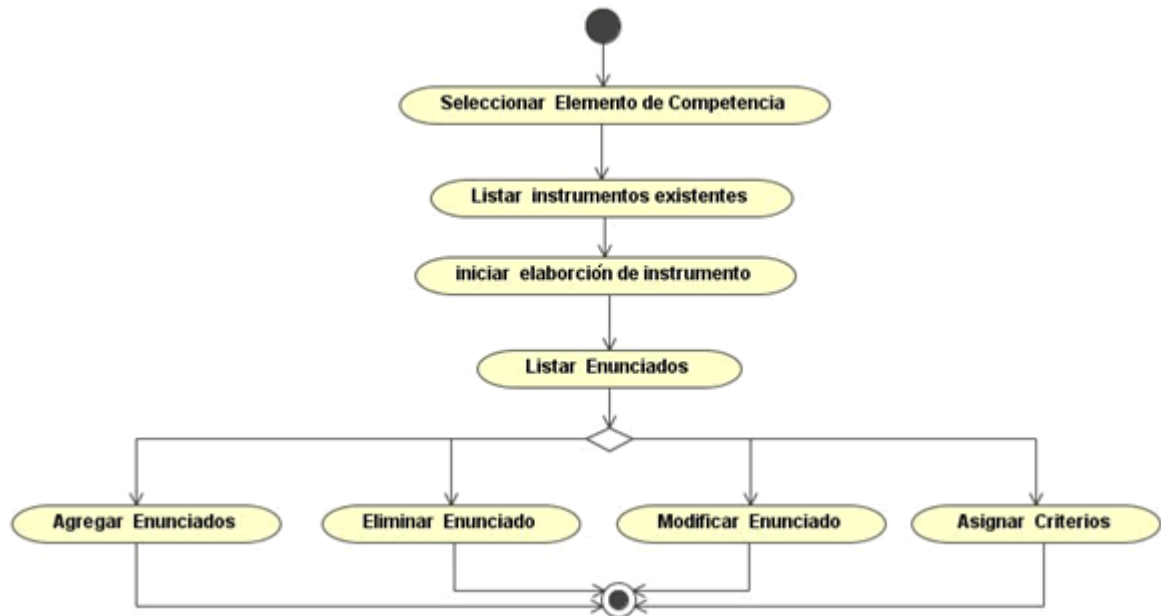 Seleccionar Elemento de Competencia
Listar instrumentos existentes
iniciar elaborción de instrumento
Listar Enunciados
Agregar Enunciados
Eliminar Enunciado
Modificar Enunciado
Asignar Criterios